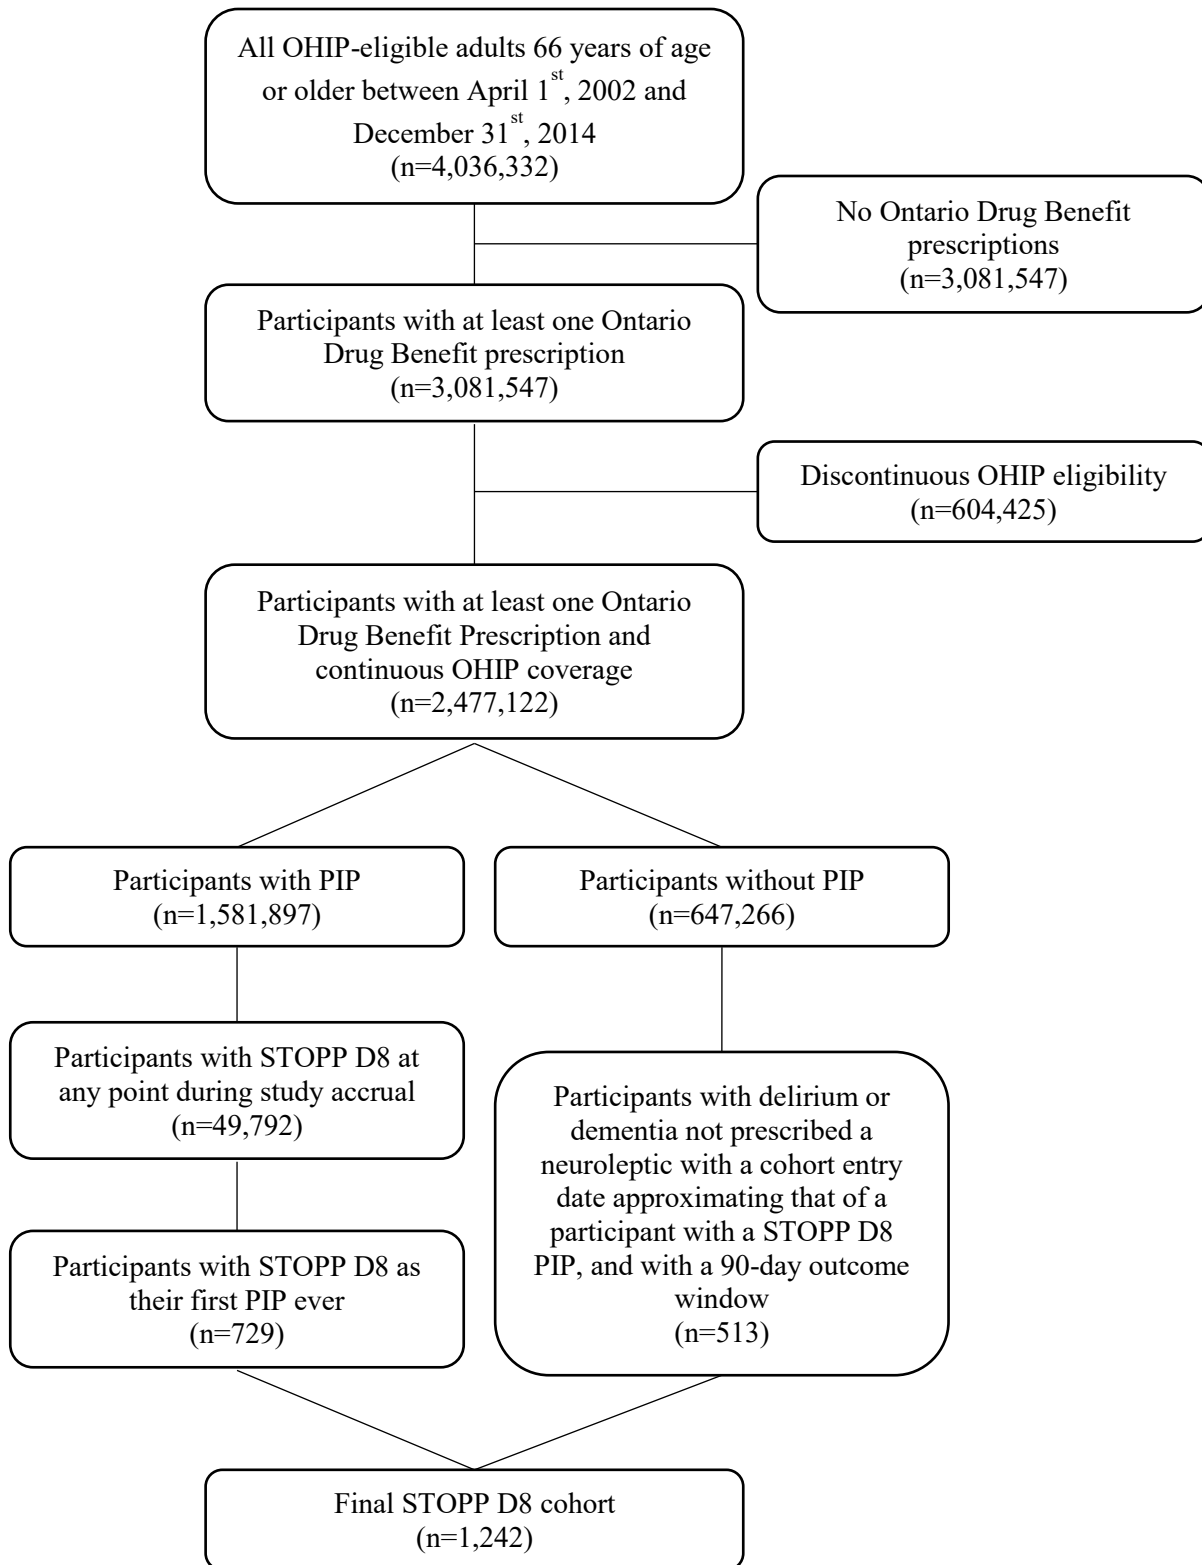 All OHIP-eligible adults 66 years of age
or older between April 1st, 2002 and
December 31st, 2014
(n=4,036,332)
No Ontario Drug Benefit
prescriptions
(n=3,081,547)
Participants with at least one Ontario
Drug Benefit prescription
(n=3,081,547)
Discontinuous OHIP eligibility
(n=604,425)
Participants with at least one Ontario
Drug Benefit Prescription and
continuous OHIP coverage
(n=2,477,122)
Participants with PIP
(n=1,581,897)
Participants without PIP
(n=647,266)
Participants with STOPP D8 at
any point during study accrual
(n=49,792)
Participants with delirium or
dementia not prescribed a
neuroleptic with a cohort entry
date approximating that of a
participant with a STOPP D8
PIP, and with a 90-day outcome
window
(n=513)
Participants with STOPP D8 as
their first PIP ever
(n=729)
Final STOPP D8 cohort
(n=1,242)